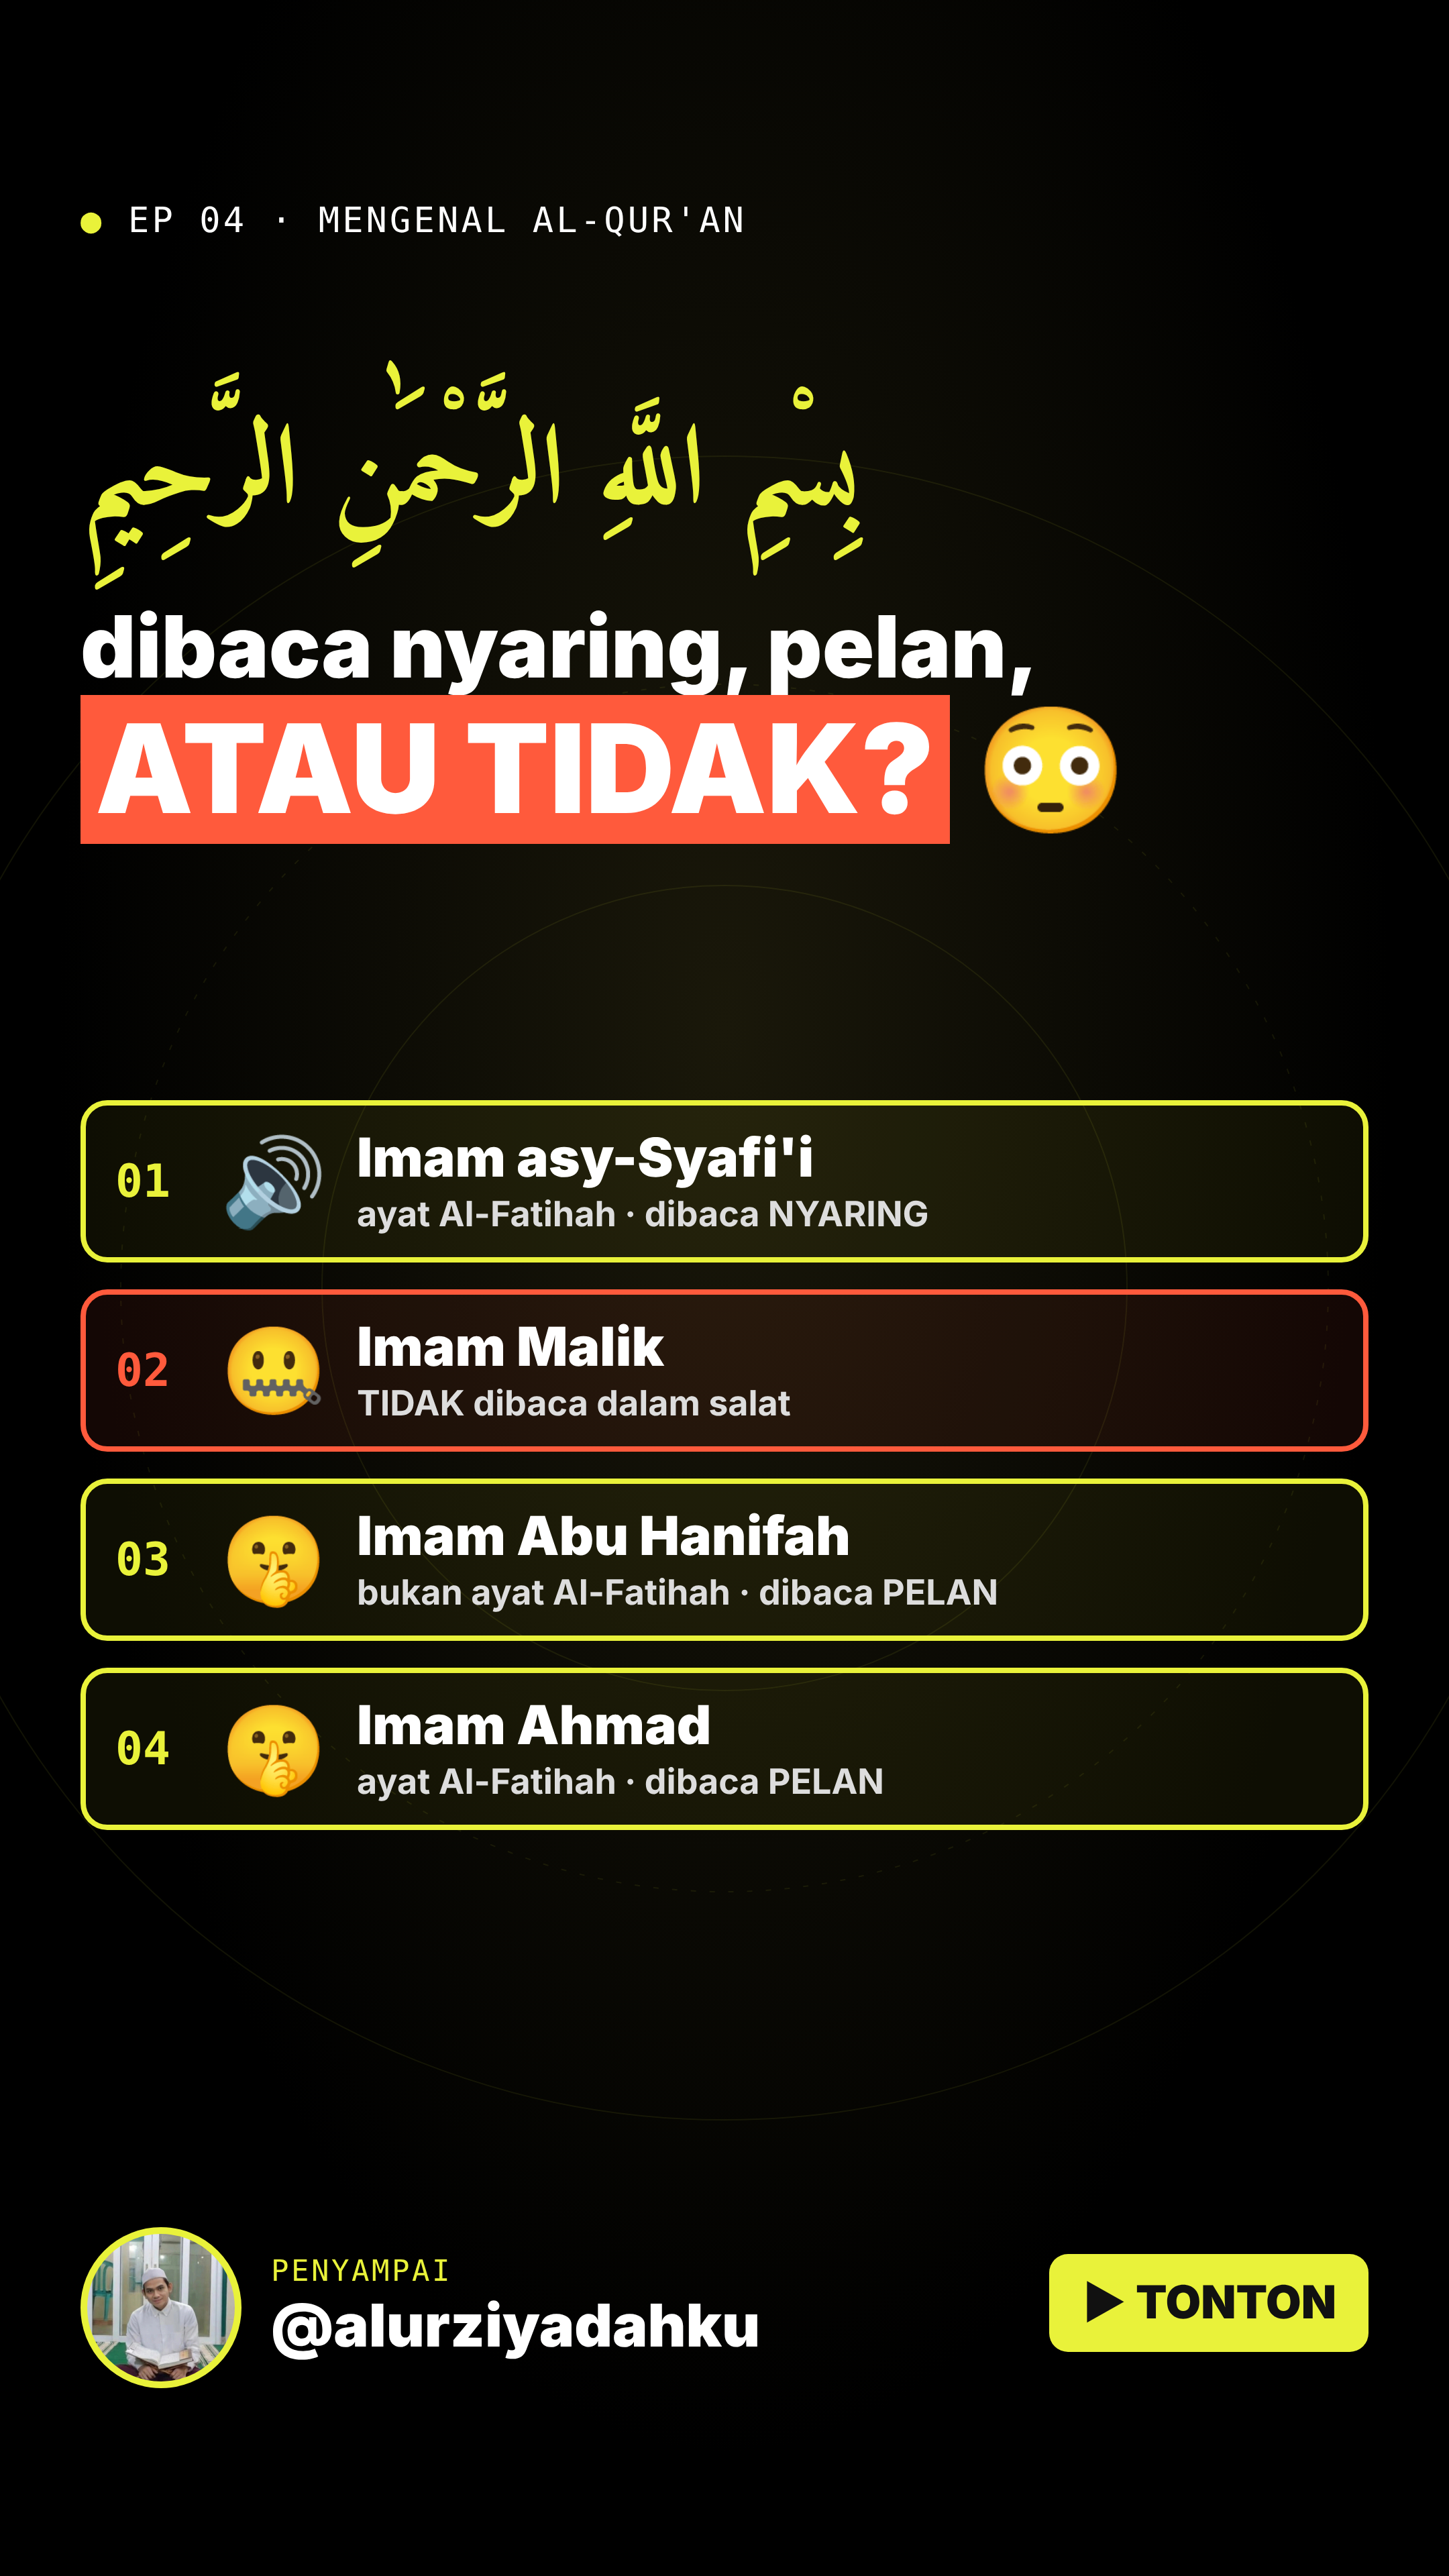 ● EP 04 · MENGENAL AL-QUR'AN
بِسْمِ اللَّهِ الرَّحْمَٰنِ الرَّحِيمِ
dibaca nyaring, pelan,
ATAU TIDAK? 😳
01 🔊 Imam asy-Syafi'i
ayat Al-Fatihah · dibaca NYARING
02 🤐 Imam Malik
TIDAK dibaca dalam salat
03 🤫 Imam Abu Hanifah
bukan ayat Al-Fatihah · dibaca PELAN
04 🤫 Imam Ahmad
ayat Al-Fatihah · dibaca PELAN
PENYAMPAI
@alurziyadahku
▶ TONTON